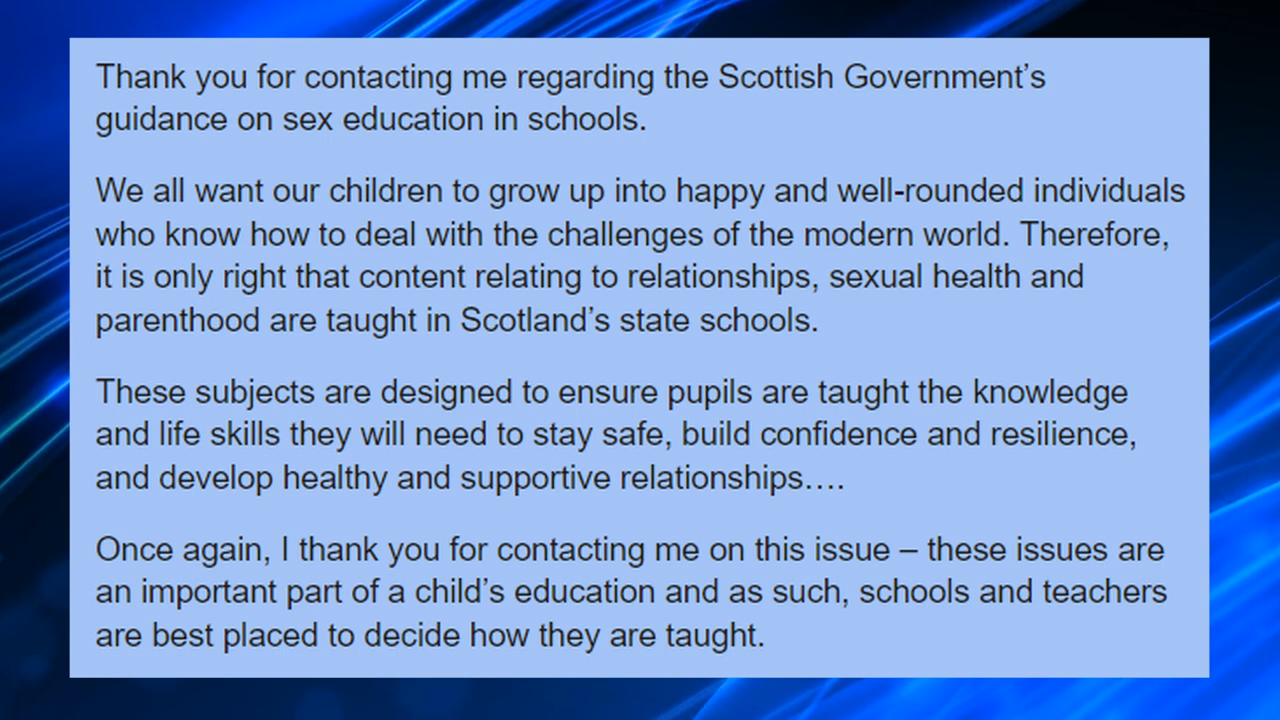 Thank you for contacting me regarding the Scottish Government’s
guidance on sex education in schools.
We all want our children to grow up into happy and well-rounded individuals
who know how to deal with the challenges of the modern world. Therefore,
it is only right that content relating to relationships, sexual health and
parenthood are taught in Scotland’s state schools.
These subjects are designed to ensure pupils are taught the knowledge
and life skills they will need to stay safe, build confidence and resilience,
and develop healthy and supportive relationships….
Once again, I thank you for contacting me on this issue – these issues are
an important part of a child’s education and as such, schools and teachers
are best placed to decide how they are taught.